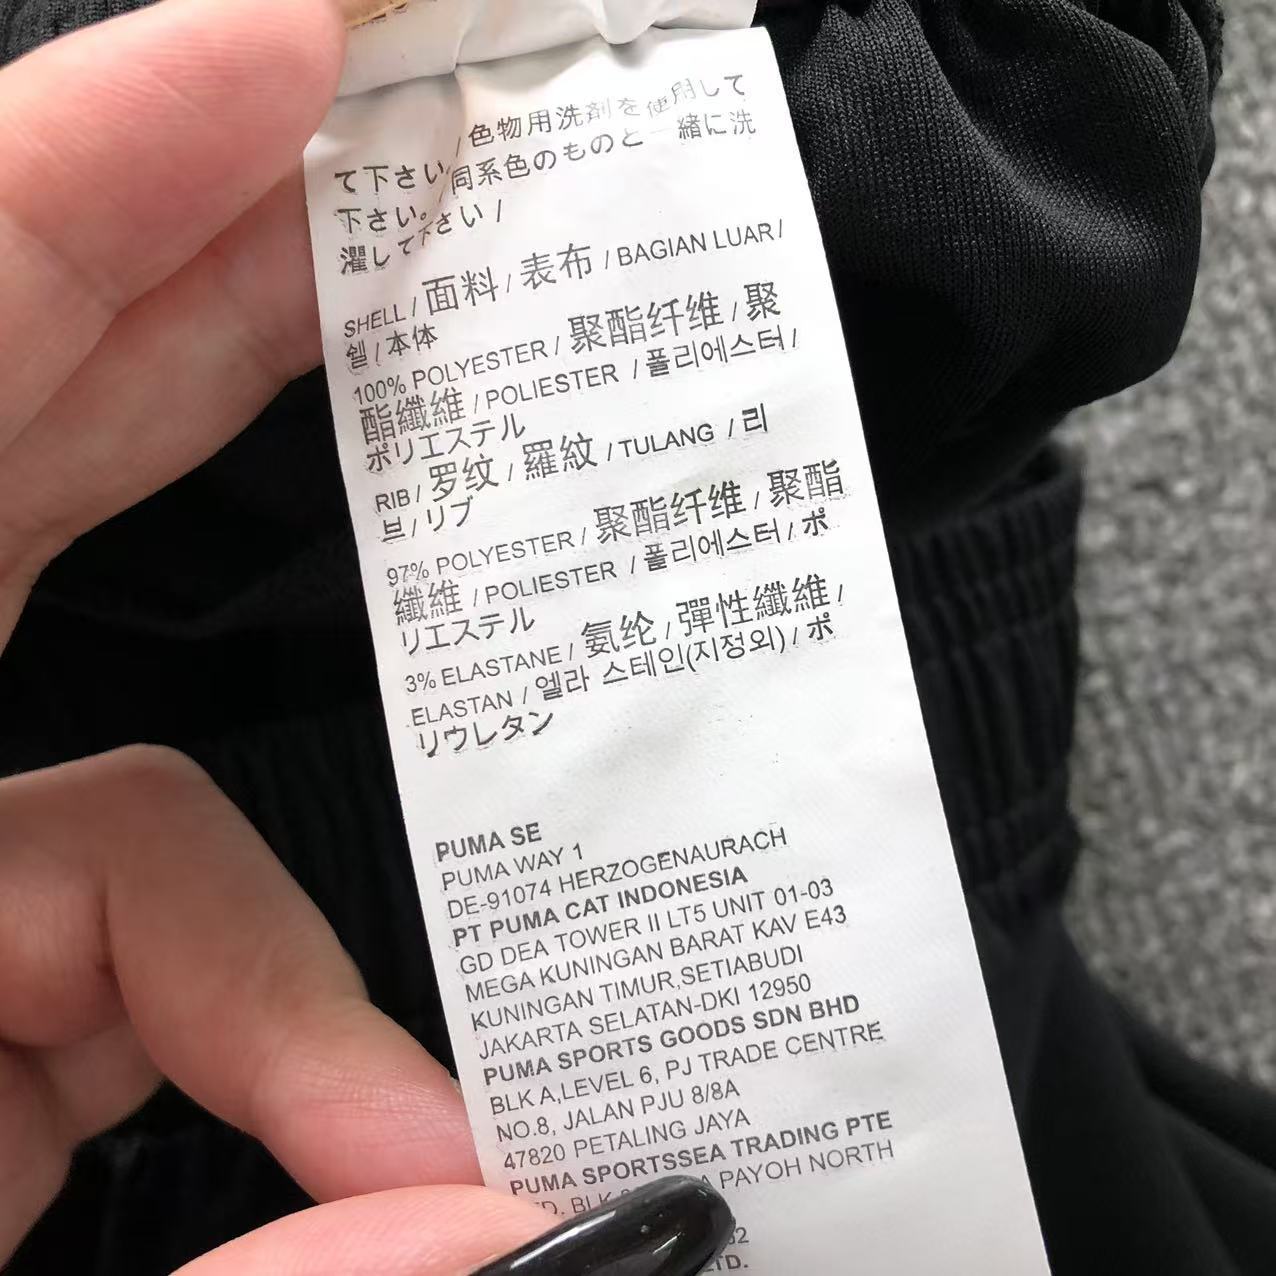 色物用洗剤を使用して
て下さい/同系色のものと一緒に洗
下さい。さい /
濯して下
SHELL / 面料 / 表布 / BAGIAN LUAR /
쉘 / 本体
100% POLYESTER / 聚酯纤维 / 聚
酯纖維 / POLIESTER / 폴리에스터 /
ポリエステル
RIB / 罗纹 / 羅紋 / TULANG / 리
브 / リブ
97% POLYESTER / 聚酯纤维 / 聚酯
纖維 / POLIESTER / 폴리에스터 / ポ
リエステル
3% ELASTANE / 氨纶 / 彈性纖維 /
ELASTAN / 엘라 스테인(지정외) / ポ
リウレタン
PUMA SE
PUMA WAY 1
DE-91074 HERZOGENAURACH
PT PUMA CAT INDONESIA
GD DEA TOWER II LT5 UNIT 01-03
MEGA KUNINGAN BARAT KAV E43
KUNINGAN TIMUR,SETIABUDI
JAKARTA SELATAN-DKI 12950
PUMA SPORTS GOODS SDN BHD
BLK A,LEVEL 6, PJ TRADE CENTRE
NO.8, JALAN PJU 8/8A
47820 PETALING JAYA
PUMA SPORTSSEA TRADING PTE
BLK PAYOH NORTH
LTD.